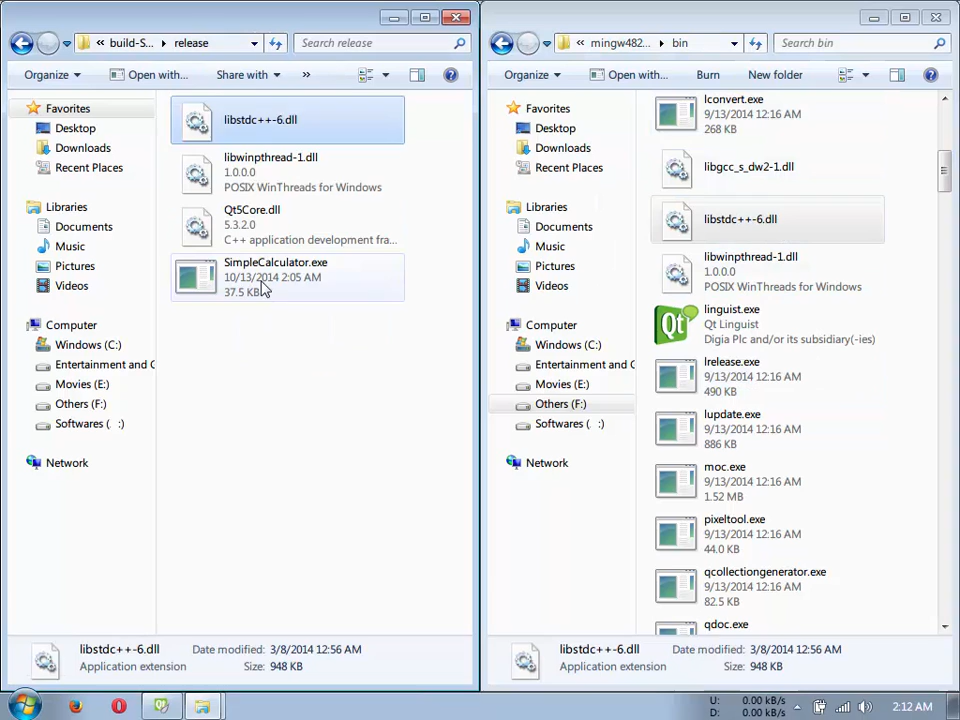 « build-S... release
Search release
Organize Open with... Share with »
Favorites
Desktop
Downloads
Recent Places
Libraries
Documents
Music
Pictures
Videos
Computer
Windows (C:)
Entertainment and C
Movies (E:)
Others (F:)
Softwares ( :)
Network
libstdc++-6.dll
libwinpthread-1.dll
1.0.0.0
POSIX WinThreads for Windows
Qt5Core.dll
5.3.2.0
C++ application development fra...
SimpleCalculator.exe
10/13/2014 2:05 AM
37.5 KB
libstdc++-6.dll Date modified: 3/8/2014 12:56 AM
Application extension Size: 948 KB
« mingw482... bin
Search bin
Organize Open with... Burn New folder
Favorites
Desktop
Downloads
Recent Places
Libraries
Documents
Music
Pictures
Videos
Computer
Windows (C:)
Entertainment and C
Movies (E:)
Others (F:)
Softwares ( :)
Network
lconvert.exe
9/13/2014 12:16 AM
268 KB
libgcc_s_dw2-1.dll
libstdc++-6.dll
libwinpthread-1.dll
1.0.0.0
POSIX WinThreads for Windows
Qt
linguist.exe
Qt Linguist
Digia Plc and/or its subsidiary(-ies)
lrelease.exe
9/13/2014 12:16 AM
490 KB
lupdate.exe
9/13/2014 12:16 AM
886 KB
moc.exe
9/13/2014 12:16 AM
1.52 MB
pixeltool.exe
9/13/2014 12:16 AM
44.0 KB
qcollectiongenerator.exe
9/13/2014 12:16 AM
82.5 KB
qdoc.exe
libstdc++-6.dll Date modified: 3/8/2014 12:56 AM
Application extension Size: 948 KB
U: 0.00 kB/s
D: 0.00 kB/s
2:12 AM